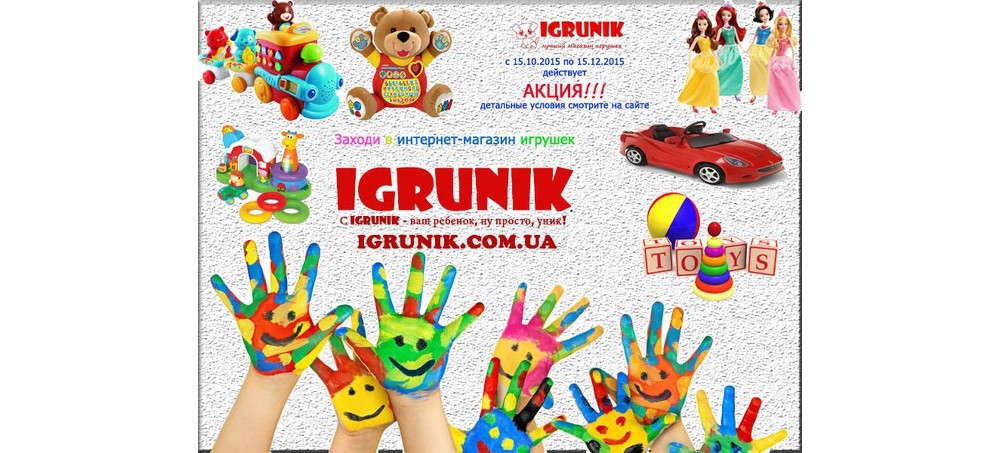 IGRUNIK
лучший магазин игрушек
с 15.10.2015 по 15.12.2015
действует
АКЦИЯ!!!
детальные условия смотрите на сайте
Заходи в интернет-магазин игрушек
IGRUNIK
С IGRUNIK - ваш ребенок, ну просто, уник!
IGRUNIK.COM.UA
TOYS